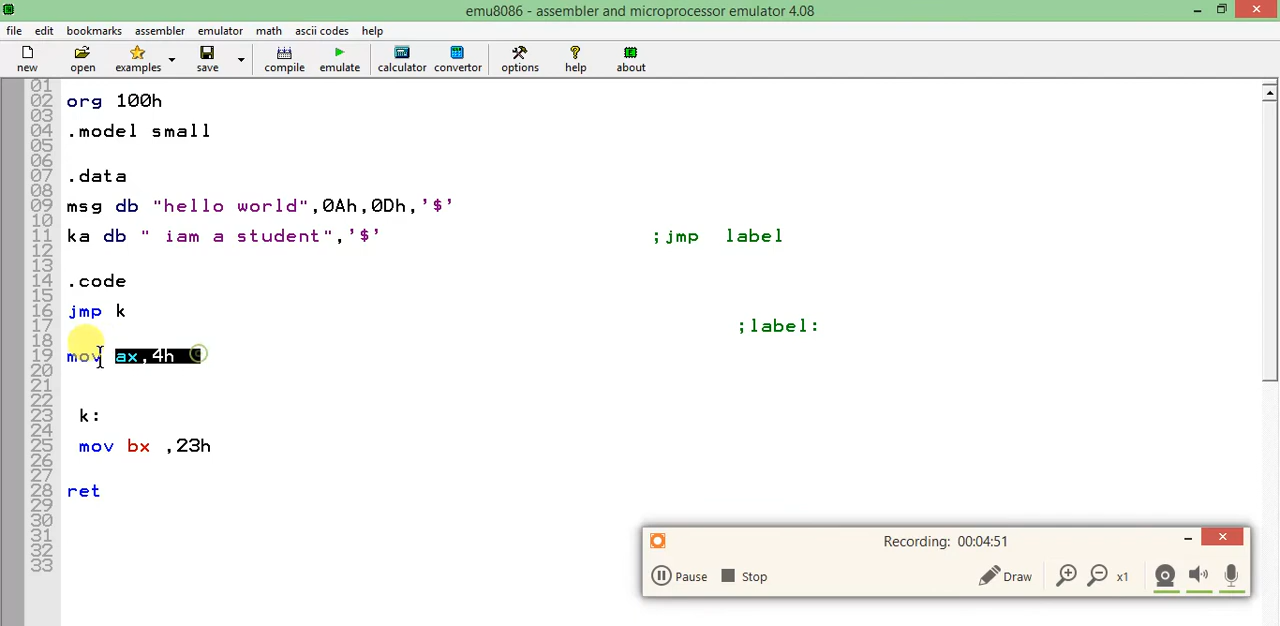 emu8086 - assembler and microprocessor emulator 4.08
file edit bookmarks assembler emulator math ascii codes help
new open examples save compile emulate calculator convertor options help about
01
02 org 100h
03
04 .model small
05
06
07 .data
08
09 msg db "hello world",0Ah,0Dh,'$'
10
11 ka db " iam a student",'$' ;jmp label
12
13
14 .code
15
16 jmp k
17 ;label:
18
19 mov ax,4h
20
21
22
23 k:
24
25 mov bx ,23h
26
27
28 ret
29
30
31
32
33
Recording: 00:04:51
Pause Stop Draw x1